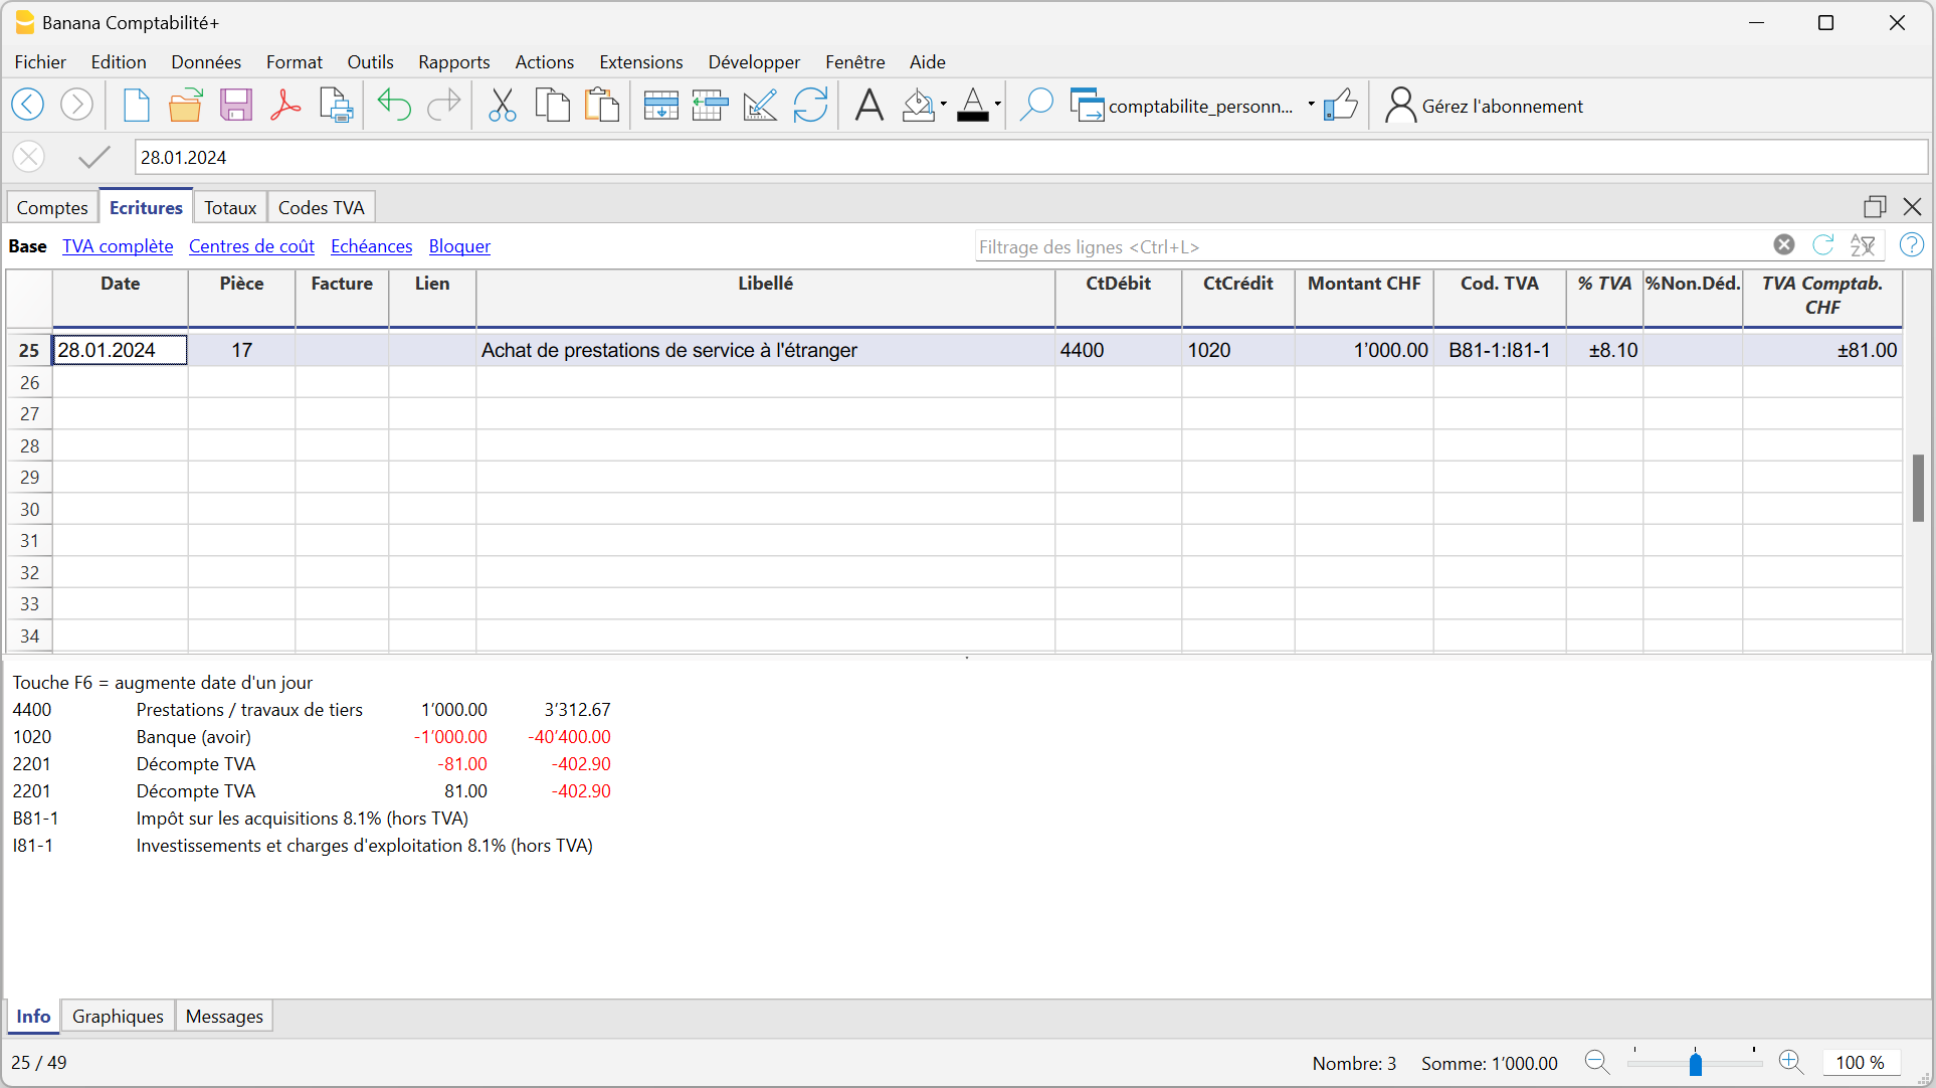 Banana Comptabilité+
Fichier Edition Données Format Outils Rapports Actions Extensions Développer Fenêtre Aide
comptabilite_personn... Gérez l'abonnement
28.01.2024
Comptes Ecritures Totaux Codes TVA
Base TVA complète Centres de coût Echéances Bloquer Filtrage des lignes <Ctrl+L>
Date Pièce Facture Lien Libellé CtDébit CtCrédit Montant CHF Cod. TVA % TVA %Non.Déd. TVA Comptab. CHF
25 28.01.2024 17 Achat de prestations de service à l'étranger 4400 1020 1’000.00 B81-1:I81-1 ±8.10 ±81.00
26
27
28
29
30
31
32
33
34
Touche F6 = augmente date d'un jour
4400 Prestations / travaux de tiers 1’000.00 3’312.67
1020 Banque (avoir) -1’000.00 -40’400.00
2201 Décompte TVA -81.00 -402.90
2201 Décompte TVA 81.00 -402.90
B81-1 Impôt sur les acquisitions 8.1% (hors TVA)
I81-1 Investissements et charges d'exploitation 8.1% (hors TVA)
Info Graphiques Messages
25 / 49 Nombre: 3 Somme: 1’000.00 100 %